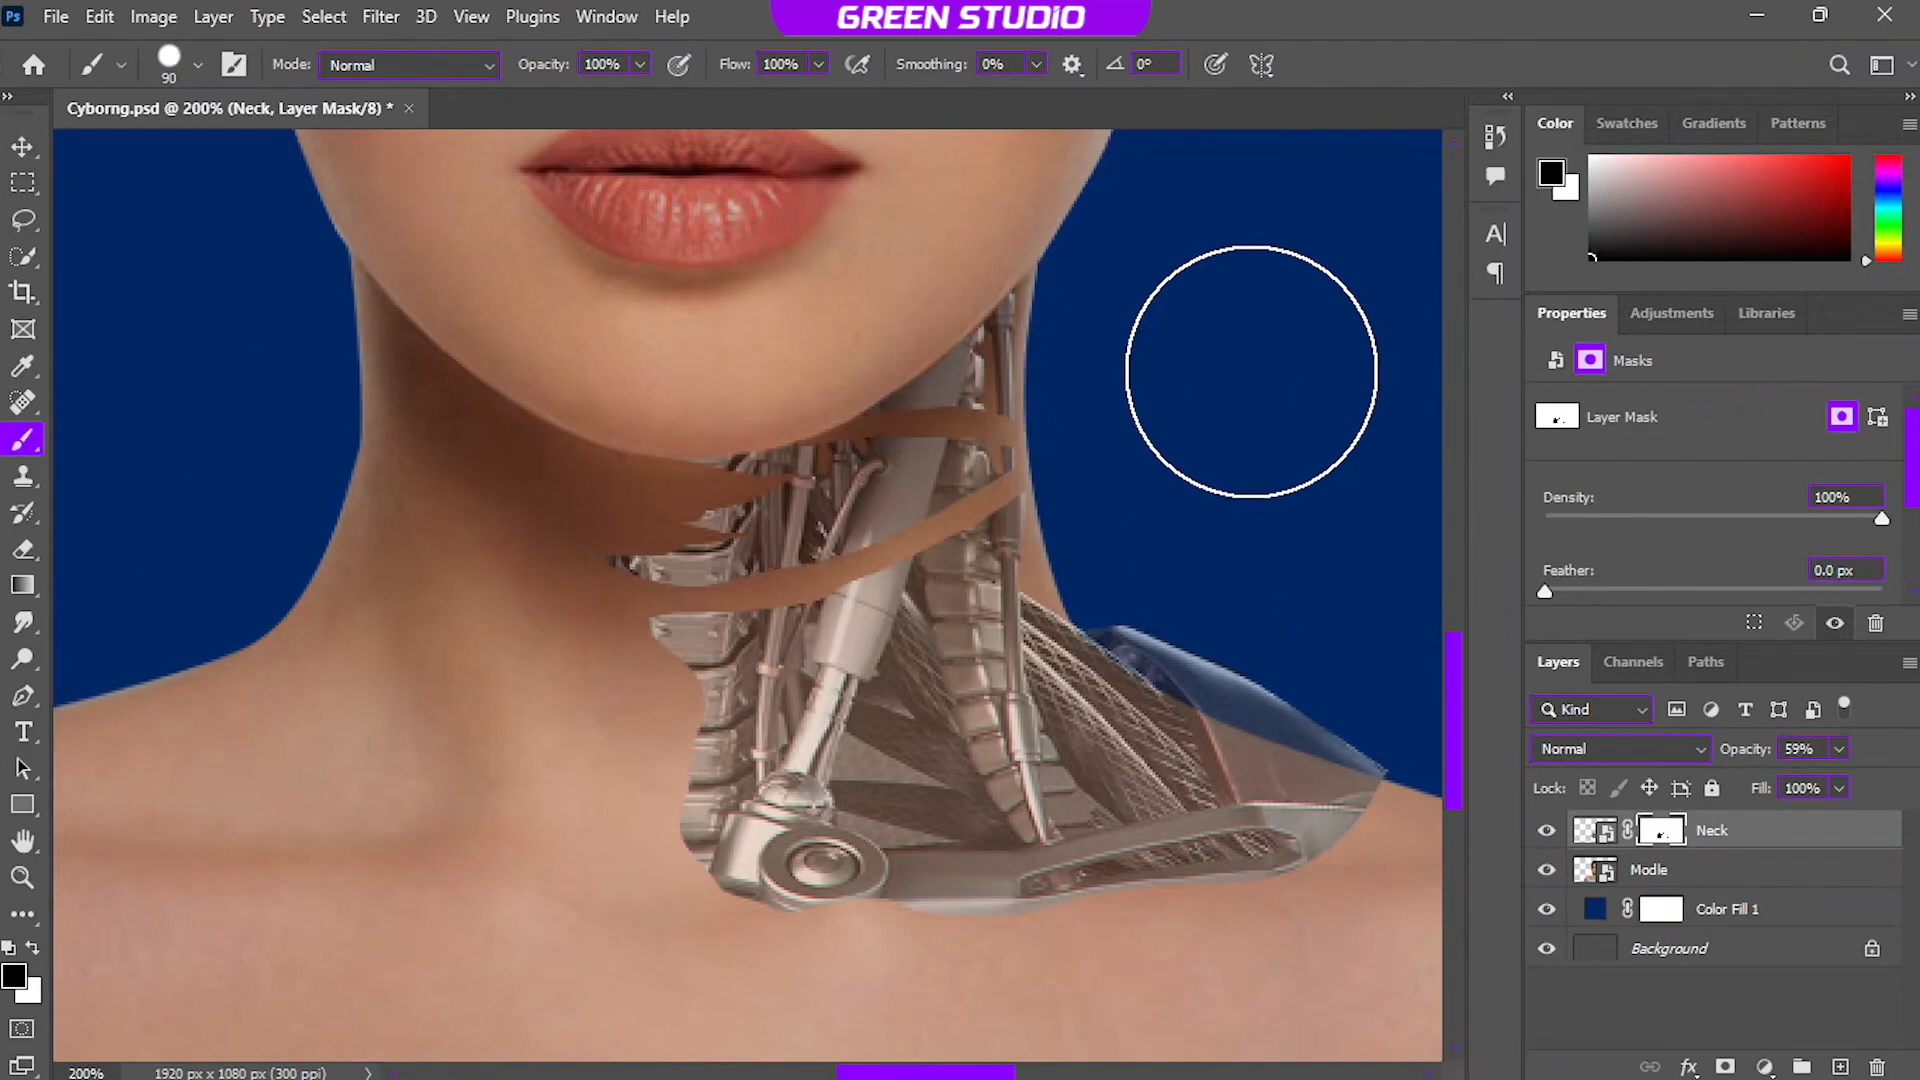 Ps File Edit Image Layer Type Select Filter 3D View Plugins Window Help
GREEN STUDIO
90 Mode: Normal Opacity: 100% Flow: 100% Smoothing: 0% 0°
Cyborng.psd @ 200% (Neck, Layer Mask/8) *
Color Swatches Gradients Patterns
Properties Adjustments Libraries
Masks
Layer Mask
Density: 100%
Feather: 0.0 px
Layers Channels Paths
Kind
Normal Opacity: 59%
Lock: Fill: 100%
Neck
Modle
Color Fill 1
Background
200% 1920 px x 1080 px (300 ppi)